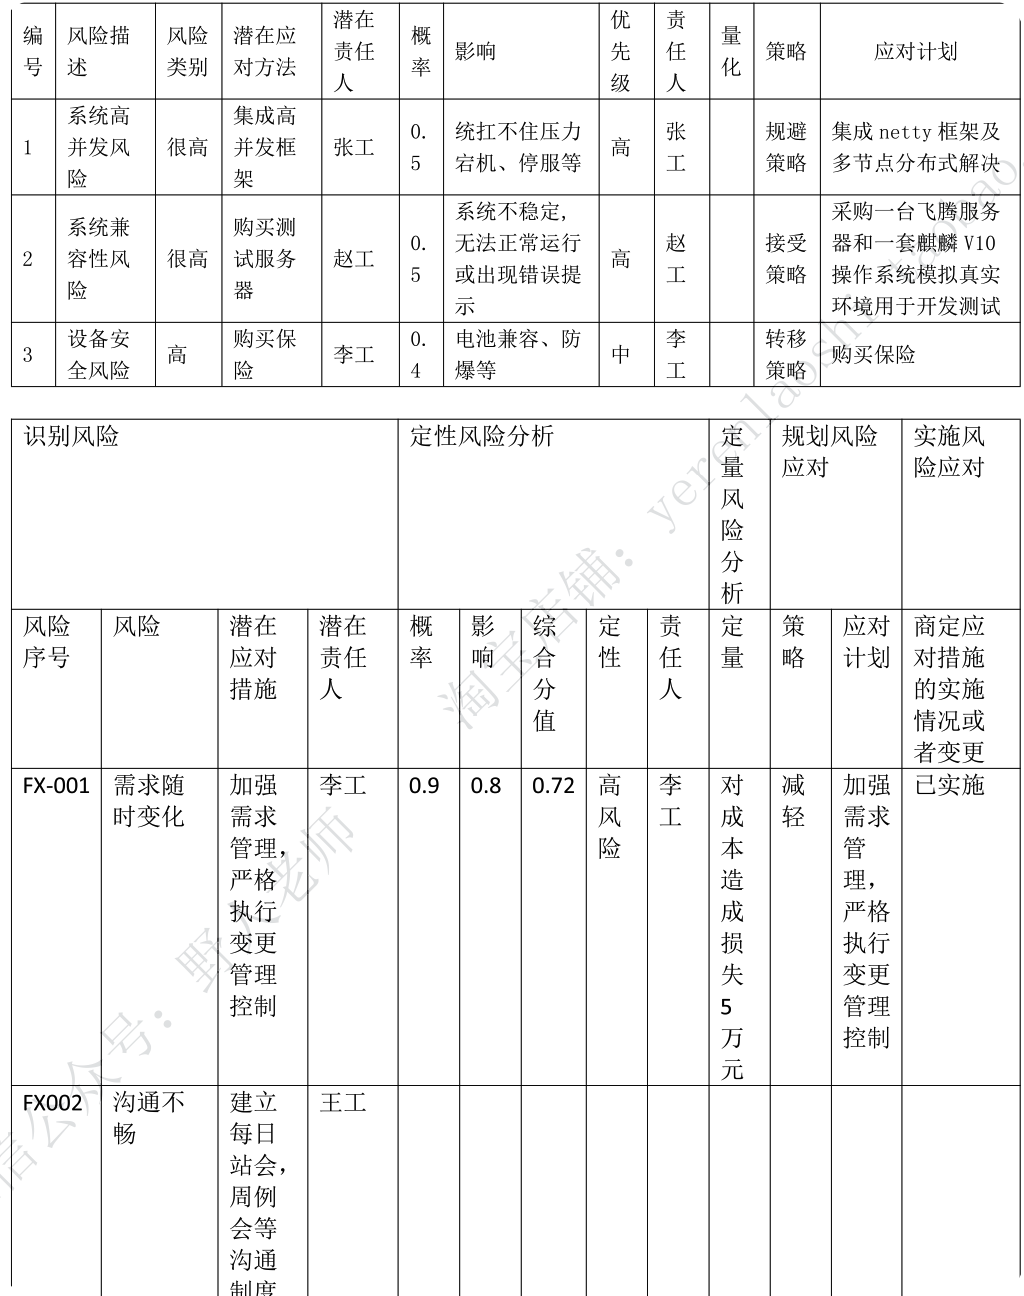 编号 风险描述 风险类别 潜在应对方法 潜在责任人 概率 影响 优先级 责任人 量化 策略 应对计划
1 系统高并发风险 很高 集成高并发框架 张工 0.5 统扛不住压力宕机、停服等 高 张工 规避策略 集成 netty 框架及多节点分布式解决
2 系统兼容性风险 很高 购买测试服务器 赵工 0.5 系统不稳定,无法正常运行或出现错误提示 高 赵工 接受策略 采购一台飞腾服务器和一套麒麟 V10 操作系统模拟真实环境用于开发测试
3 设备安全风险 高 购买保险 李工 0.4 电池兼容、防爆等 中 李工 转移策略 购买保险
识别风险 定性风险分析 定量风险分析 规划风险应对 实施风险应对
风险序号 风险 潜在应对措施 潜在责任人 概率 影响 综合分值 定性 责任人 定量 策略 应对计划 商定应对措施的实施情况或者变更
FX-001 需求随时变化 加强需求管理，严格执行变更管理控制 李工 0.9 0.8 0.72 高风险 李工 对成本造成损失5万元 减轻 加强需求管理，严格执行变更管理控制 已实施
FX002 沟通不畅 建立每日站会，周例会等沟通制度 王工
信公众号：野人老师
淘宝店铺：yerenlaoshi.taobao.